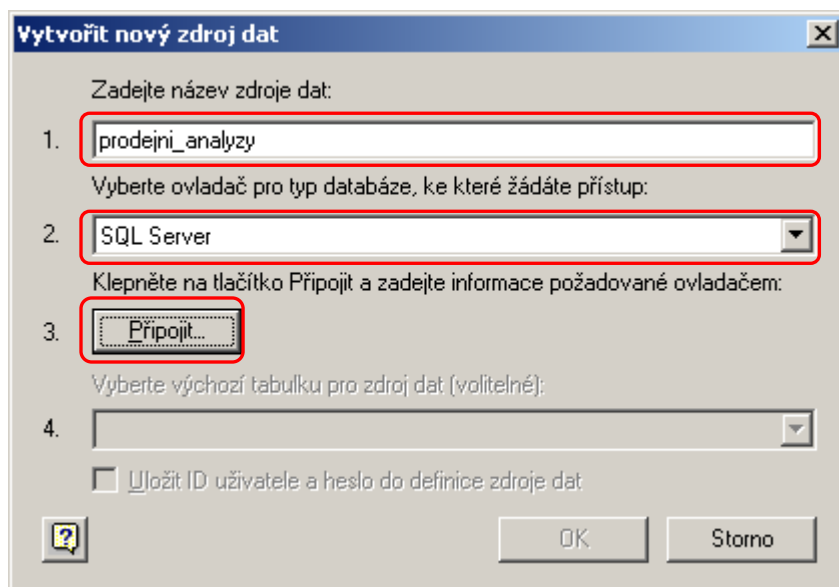 Vytvořit nový zdroj dat
Zadejte název zdroje dat:
1. prodejni_analyzy
Vyberte ovladač pro typ databáze, ke které žádáte přístup:
2. SQL Server
Klepněte na tlačítko Připojit a zadejte informace požadované ovladačem:
3. Připojit...
Vyberte výchozí tabulku pro zdroj dat (volitelné):
4.
Uložit ID uživatele a heslo do definice zdroje dat
? OK Storno